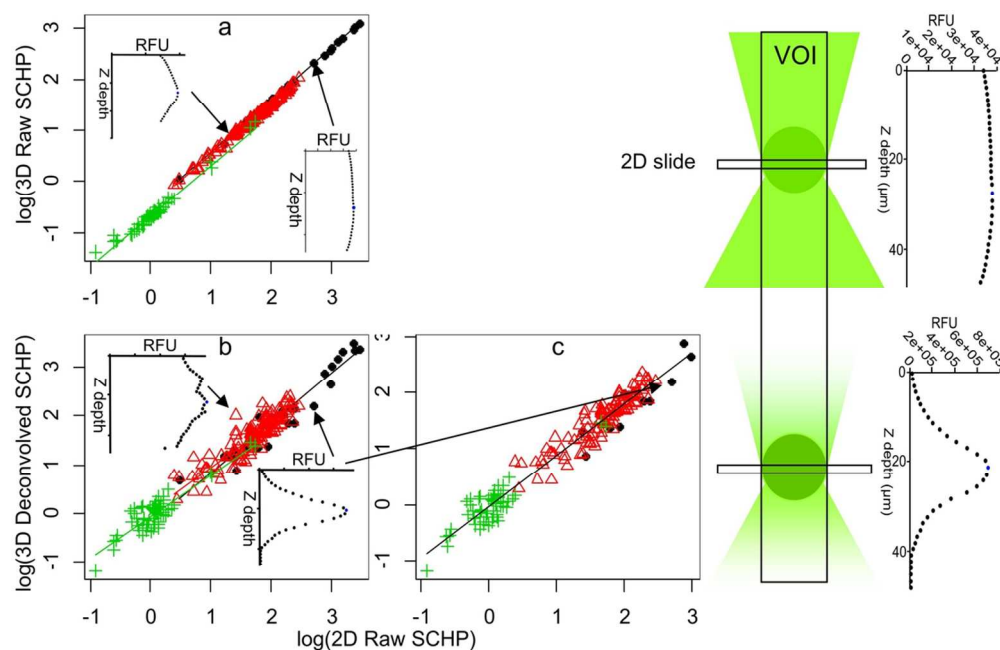 a
log(3D Raw SCHP)
3
2
1
0
-1
RFU
Z depth
RFU
Z depth
-1 0 1 2 3
b
log(3D Deconvolved SCHP)
3
2
1
0
-1
RFU
Z depth
RFU
Z depth
-1 0 1 2 3
c
3
2
1
0
-1
-1 0 1 2 3
log(2D Raw SCHP)
VOI
2D slide
RFU
1e+04
2e+04
3e+04
4e+04
Z depth (µm)
0
20
40
RFU
0
2e+05
4e+05
6e+05
8e+05
Z depth (µm)
0
20
40